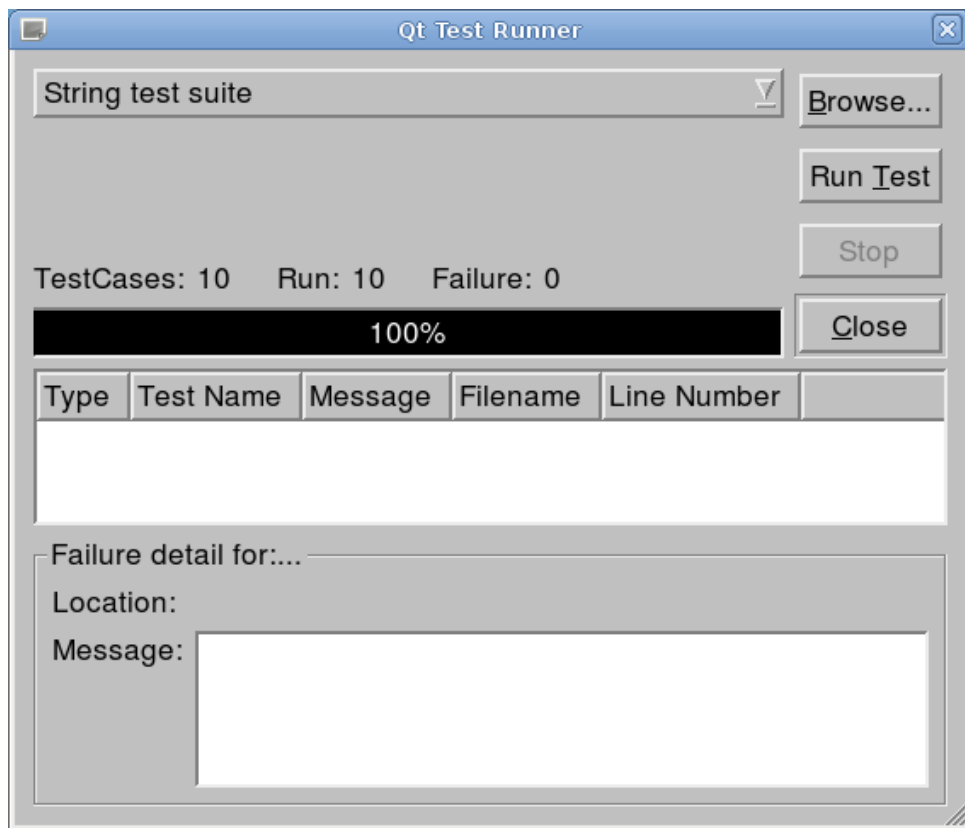 Qt Test Runner
String test suite
Browse...
Run Test
Stop
TestCases: 10 Run: 10 Failure: 0
100%
Close
Type Test Name Message Filename Line Number
Failure detail for:...
Location:
Message: